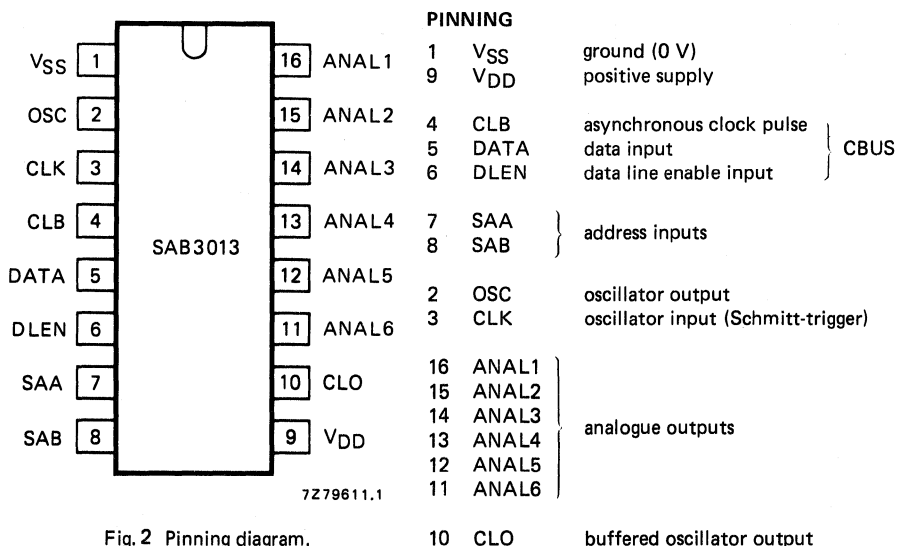 VSS 1 16 ANAL1
OSC 2 15 ANAL2
CLK 3 14 ANAL3
CLB 4 13 ANAL4
SAB3013
DATA 5 12 ANAL5
DLEN 6 11 ANAL6
SAA 7 10 CLO
SAB 8 9 VDD
7Z79611.1
Fig. 2 Pinning diagram.
PINNING
1 VSS ground (0 V)
9 VDD positive supply
4 CLB asynchronous clock pulse
5 DATA data input CBUS
6 DLEN data line enable input
7 SAA
address inputs
8 SAB
2 OSC oscillator output
3 CLK oscillator input (Schmitt-trigger)
16 ANAL1
15 ANAL2
14 ANAL3
analogue outputs
13 ANAL4
12 ANAL5
11 ANAL6
10 CLO buffered oscillator output